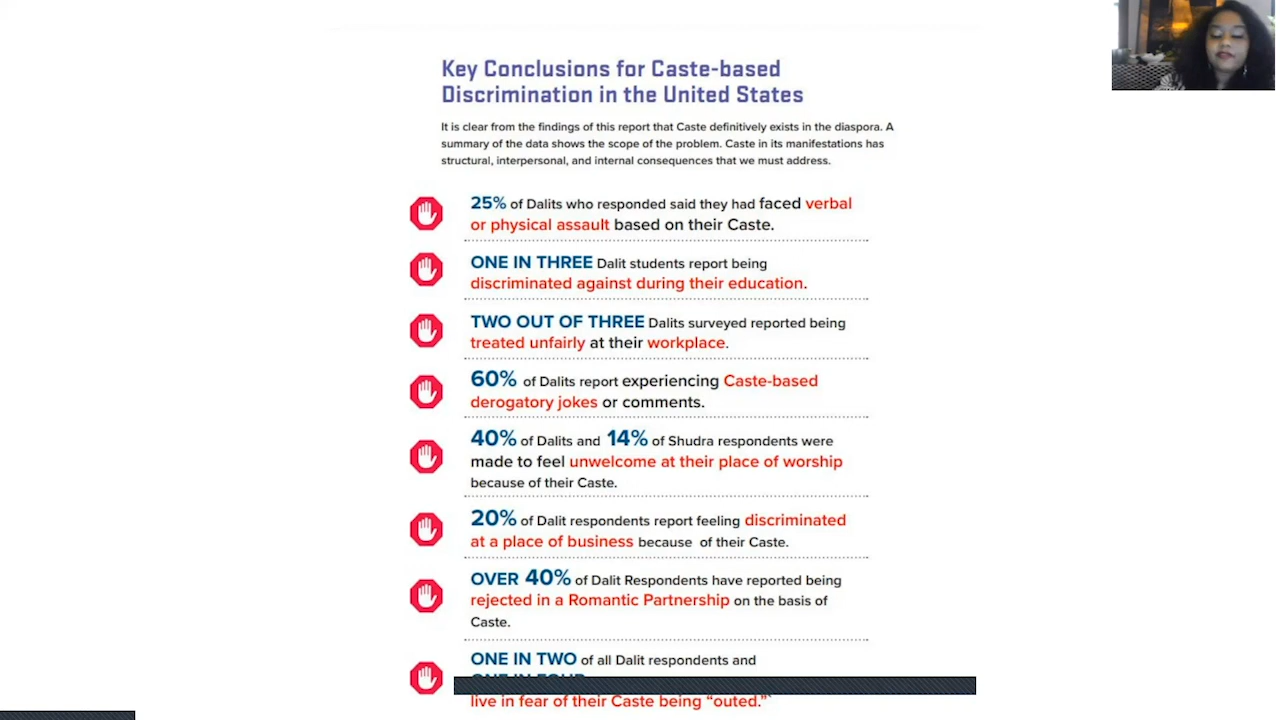 Key Conclusions for Caste-based
Discrimination in the United States
It is clear from the findings of this report that Caste definitively exists in the diaspora. A
summary of the data shows the scope of the problem. Caste in its manifestations has
structural, interpersonal, and internal consequences that we must address.
25% of Dalits who responded said they had faced verbal
or physical assault based on their Caste.
ONE IN THREE Dalit students report being
discriminated against during their education.
TWO OUT OF THREE Dalits surveyed reported being
treated unfairly at their workplace.
60% of Dalits report experiencing Caste-based
derogatory jokes or comments.
40% of Dalits and 14% of Shudra respondents were
made to feel unwelcome at their place of worship
because of their Caste.
20% of Dalit respondents report feeling discriminated
at a place of business because of their Caste.
OVER 40% of Dalit Respondents have reported being
rejected in a Romantic Partnership on the basis of
Caste.
ONE IN TWO of all Dalit respondents and
ONE IN FOUR
live in fear of their Caste being “outed.”`